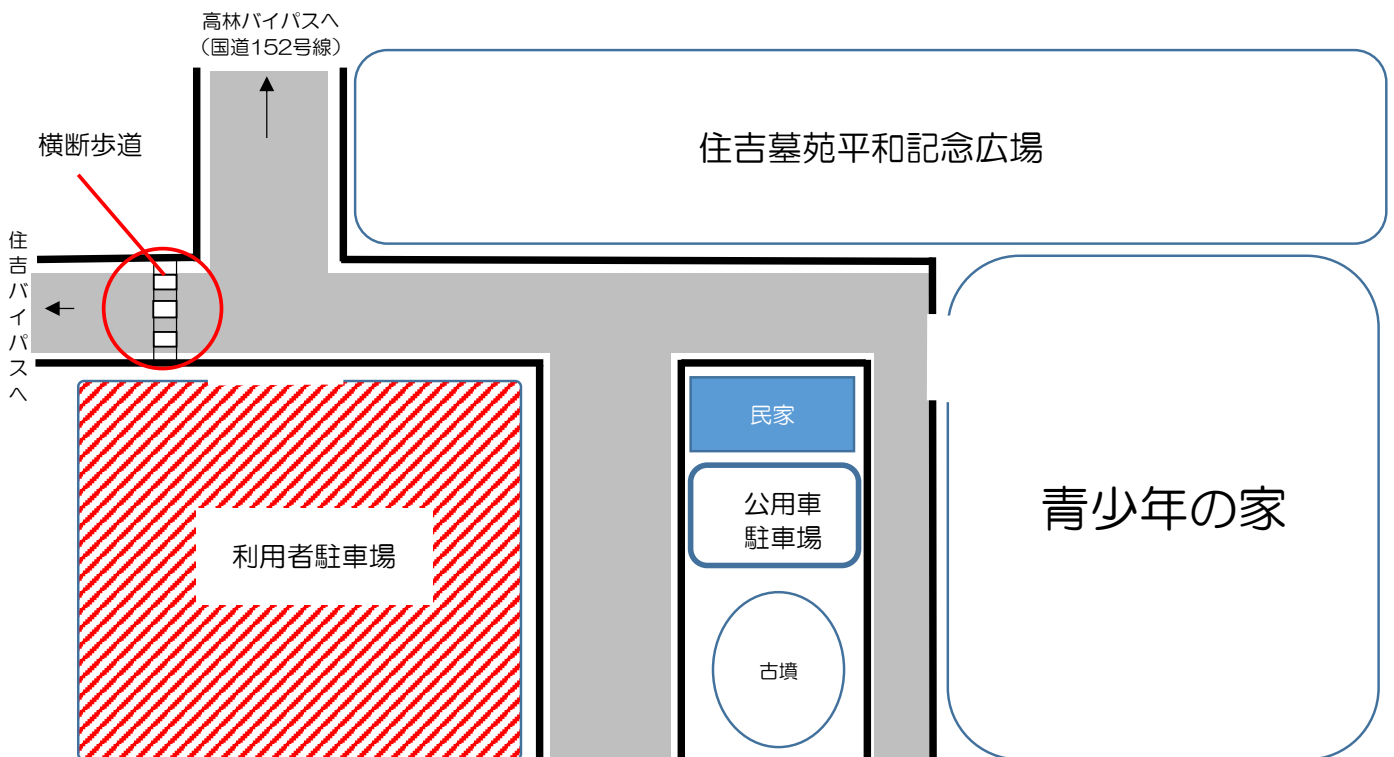 高林バイパスへ
（国道152号線）
住吉墓苑平和記念広場
横断歩道
住吉バイパスへ
民家
公用車
駐車場
青少年の家
利用者駐車場
古墳